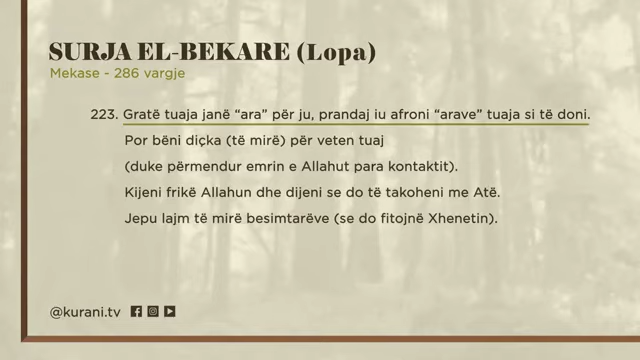 SURJA EL-BEKARE (Lopa)
Mekase - 286 vargje
223. Gratë tuaja janë “ara” për ju, prandaj iu afroni “arave” tuaja si të doni.
Por bëni diçka (të mirë) për veten tuaj
(duke përmendur emrin e Allahut para kontaktit).
Kijeni frikë Allahun dhe dijeni se do të takoheni me Atë.
Jepu lajm të mirë besimtarëve (se do fitojnë Xhenetin).
@kurani.tv